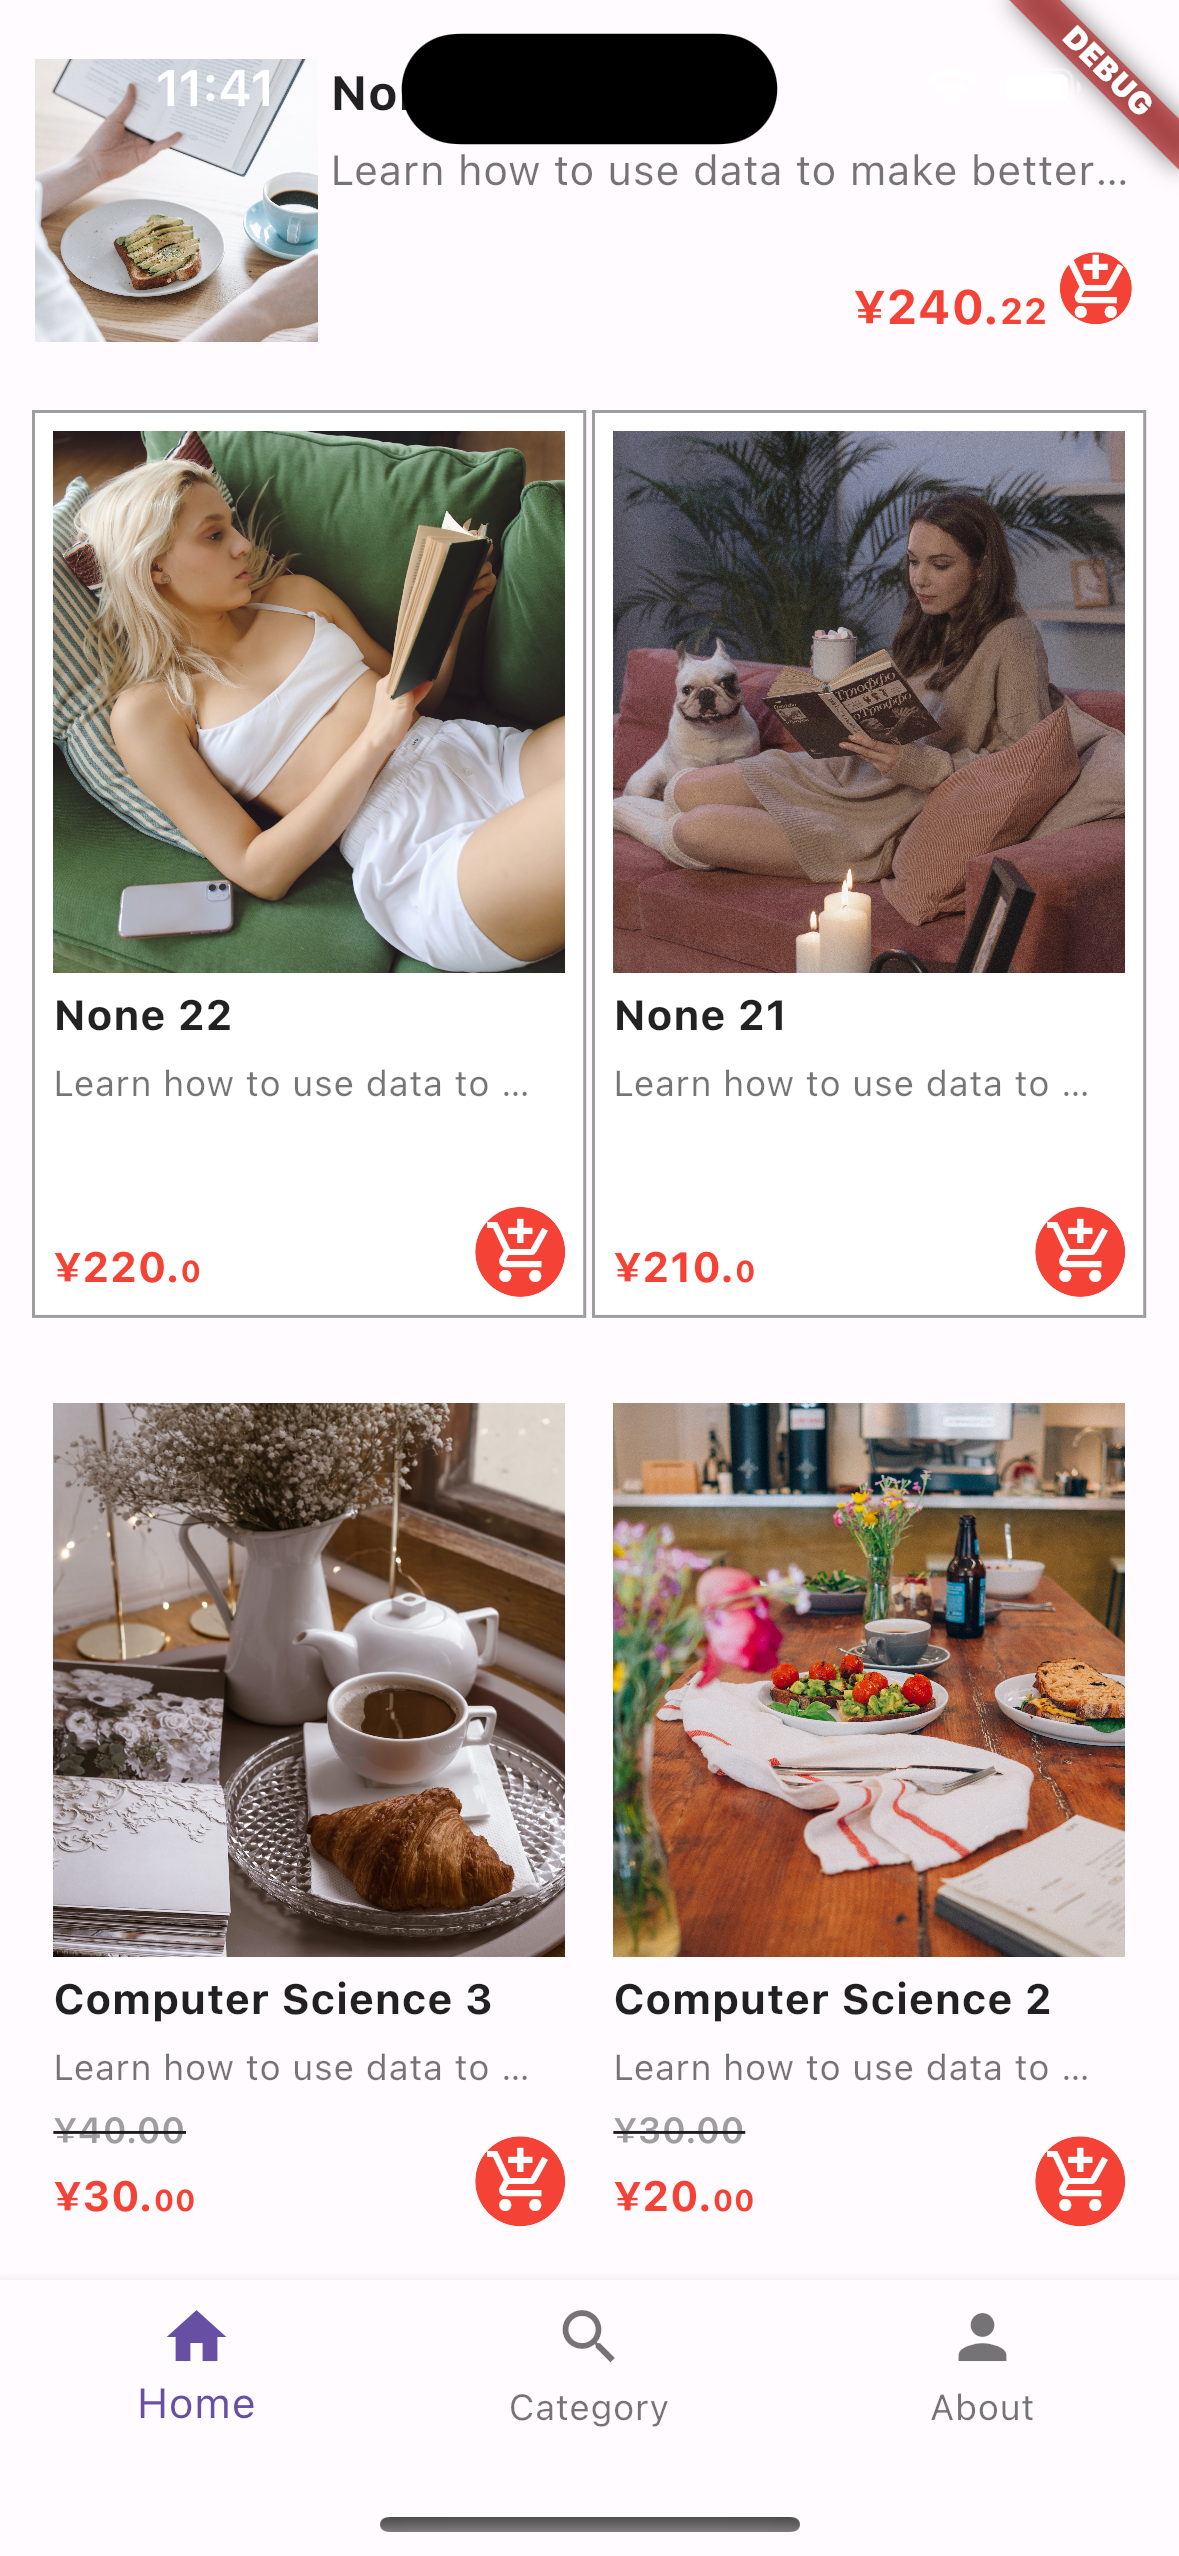 11:41
DEBUG
Learn how to use data to make better...
¥240.22
None 22
Learn how to use data to ...
¥220.0
None 21
Learn how to use data to ...
¥210.0
Computer Science 3
Learn how to use data to ...
¥40.00
¥30.00
Computer Science 2
Learn how to use data to ...
¥30.00
¥20.00
Home
Category
About